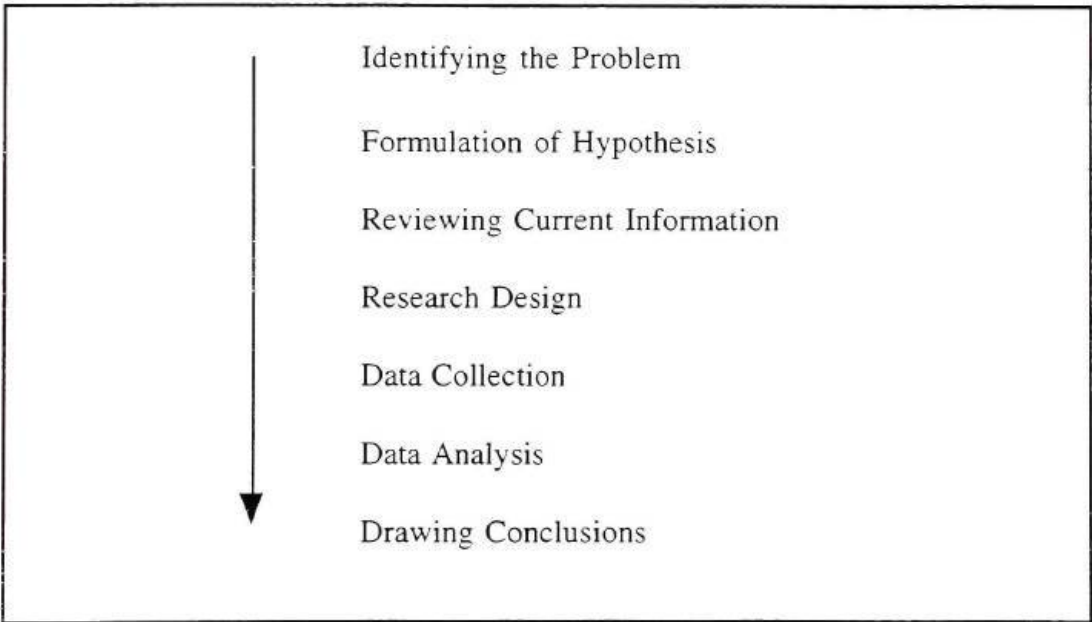 Identifying the Problem
Formulation of Hypothesis
Reviewing Current Information
Research Design
Data Collection
Data Analysis
Drawing Conclusions